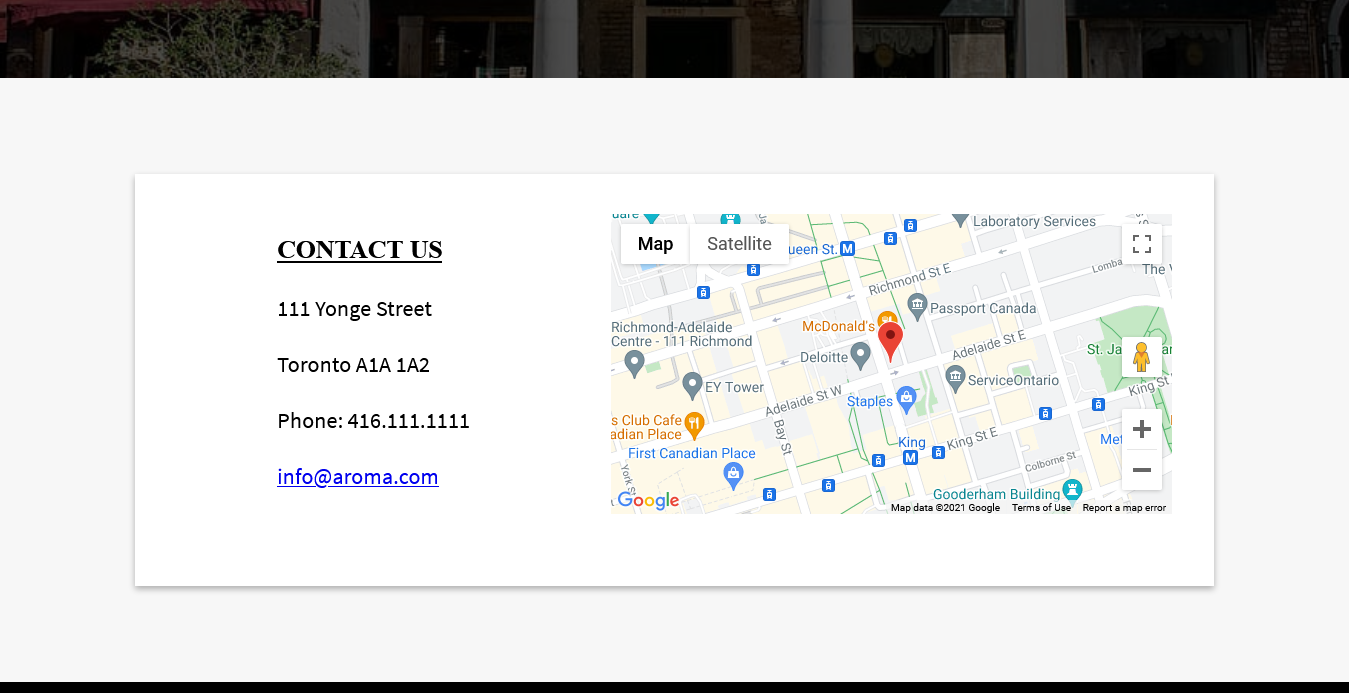 CONTACT US
111 Yonge Street
Toronto A1A 1A2
Phone: 416.111.1111
info@aroma.com
Map
Satellite
ueen St.
M
Laboratory Services
Richmond St E
Lomba
The W
Passport Canada
McDonald's
Richmond-Adelaide
Centre - 111 Richmond
Deloitte
Adelaide St E
St. Ja
ar
EY Tower
ServiceOntario
King St
Adelaide St W
Staples
s Club Cafe
adian Place
Bay St
King
M
King St E
Met
First Canadian Place
York St
Colborne St
Gooderham Building
Google
Map data ©2021 Google
Terms of Use
Report a map error